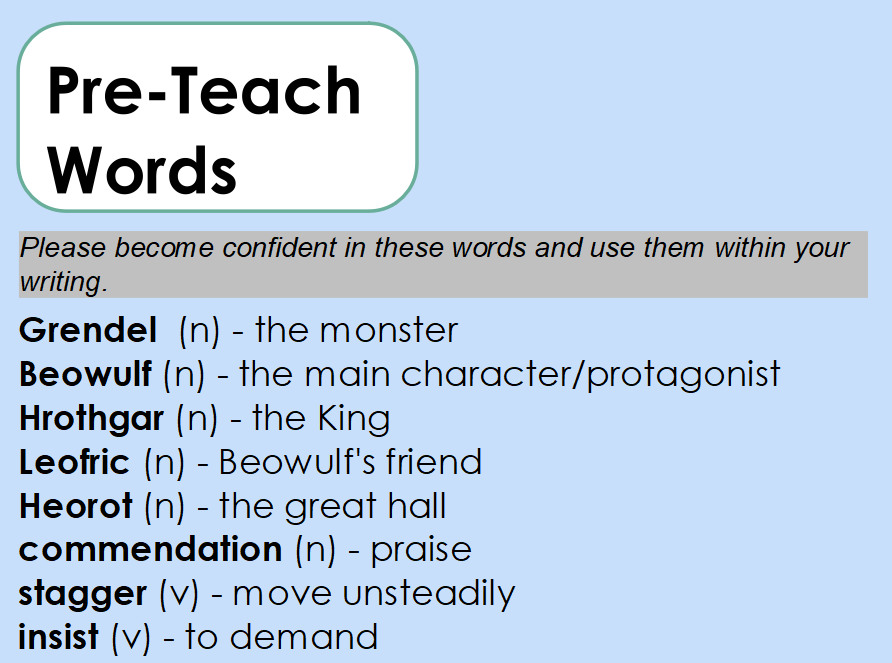 Pre-Teach
Words
Please become confident in these words and use them within your
writing.
Grendel (n) - the monster
Beowulf (n) - the main character/protagonist
Hrothgar (n) - the King
Leofric (n) - Beowulf's friend
Heorot (n) - the great hall
commendation (n) - praise
stagger (v) - move unsteadily
insist (v) - to demand